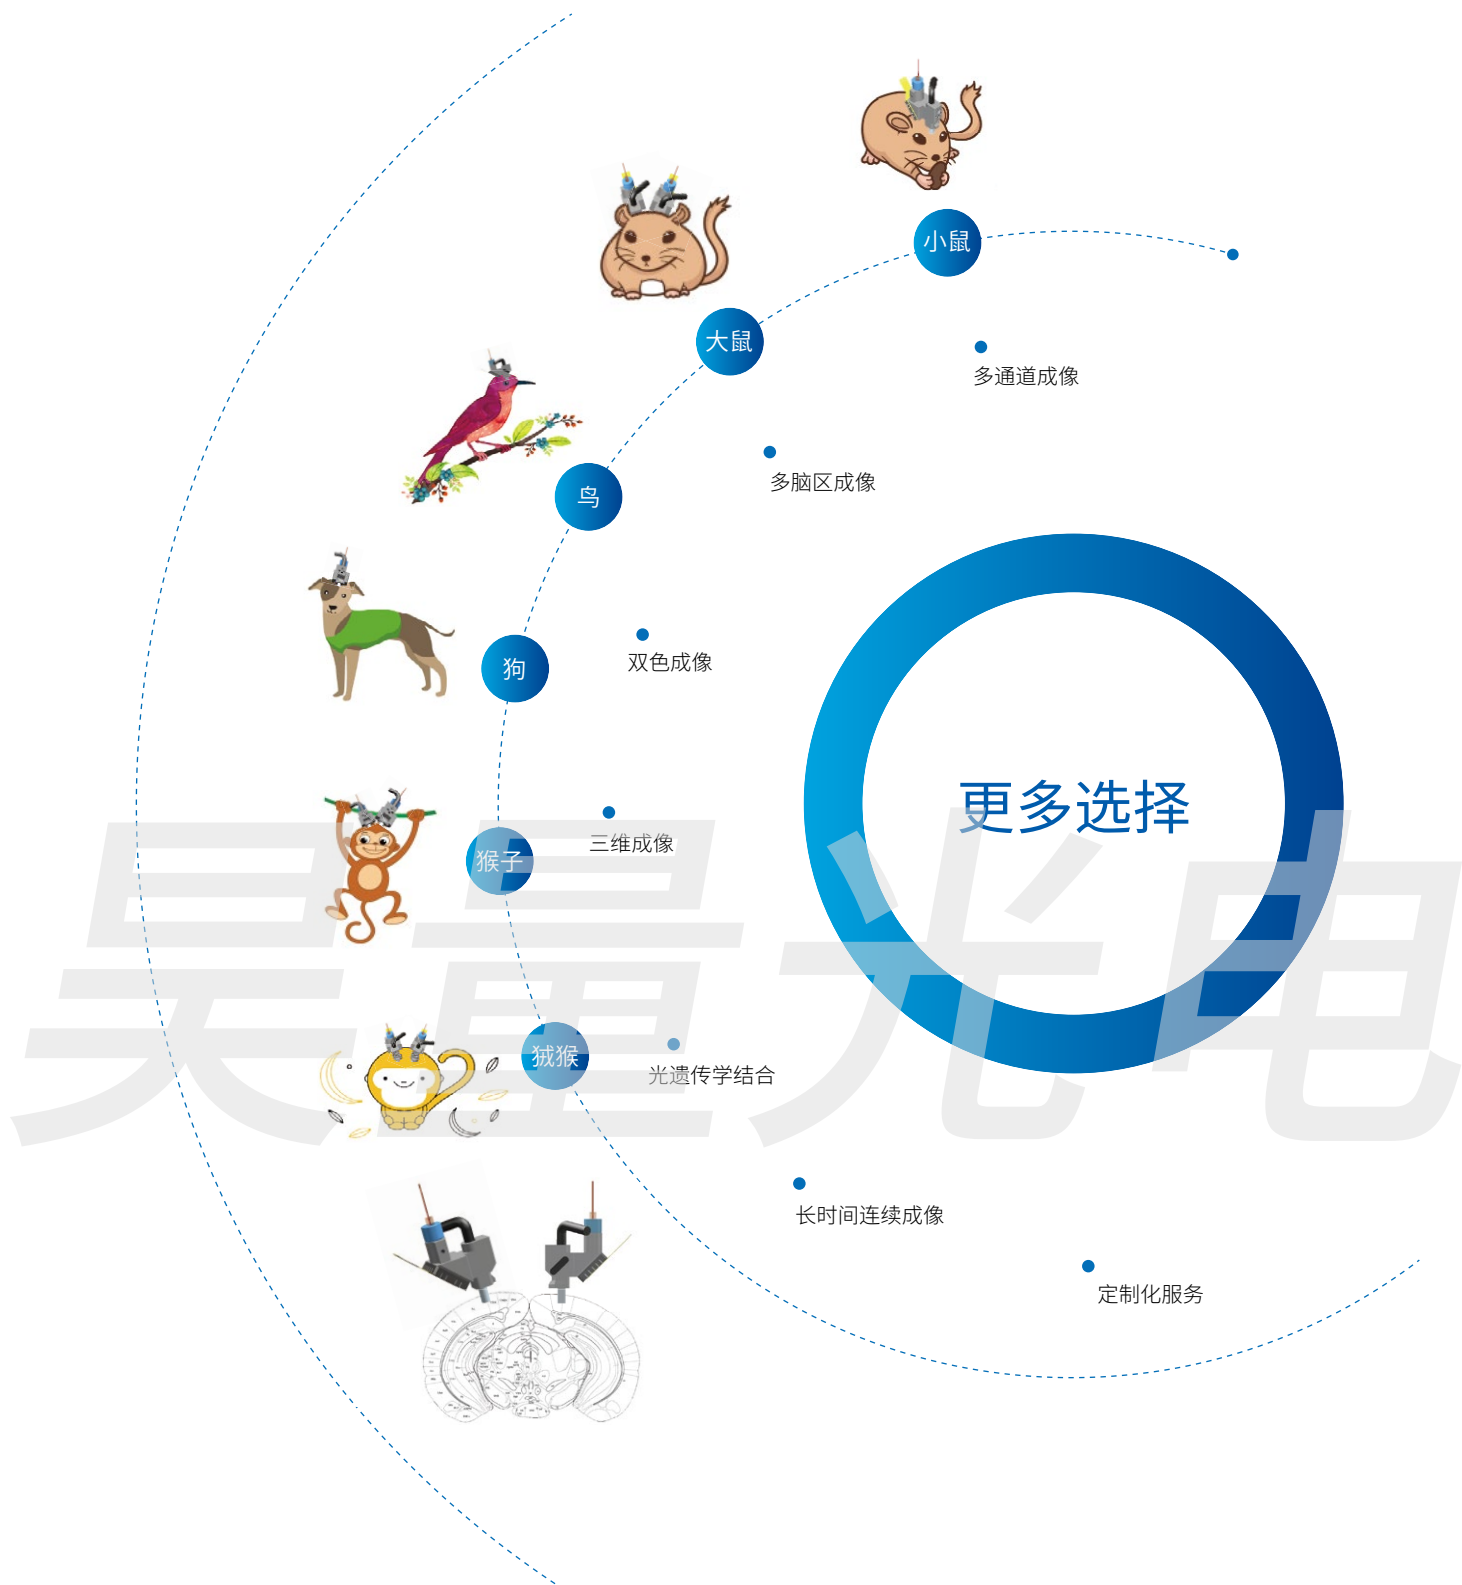 小鼠
大鼠
多通道成像
多脑区成像
鸟
双色成像
狗
更多选择
三维成像
猴子
昊量光电
狨猴
光遗传学结合
长时间连续成像
定制化服务